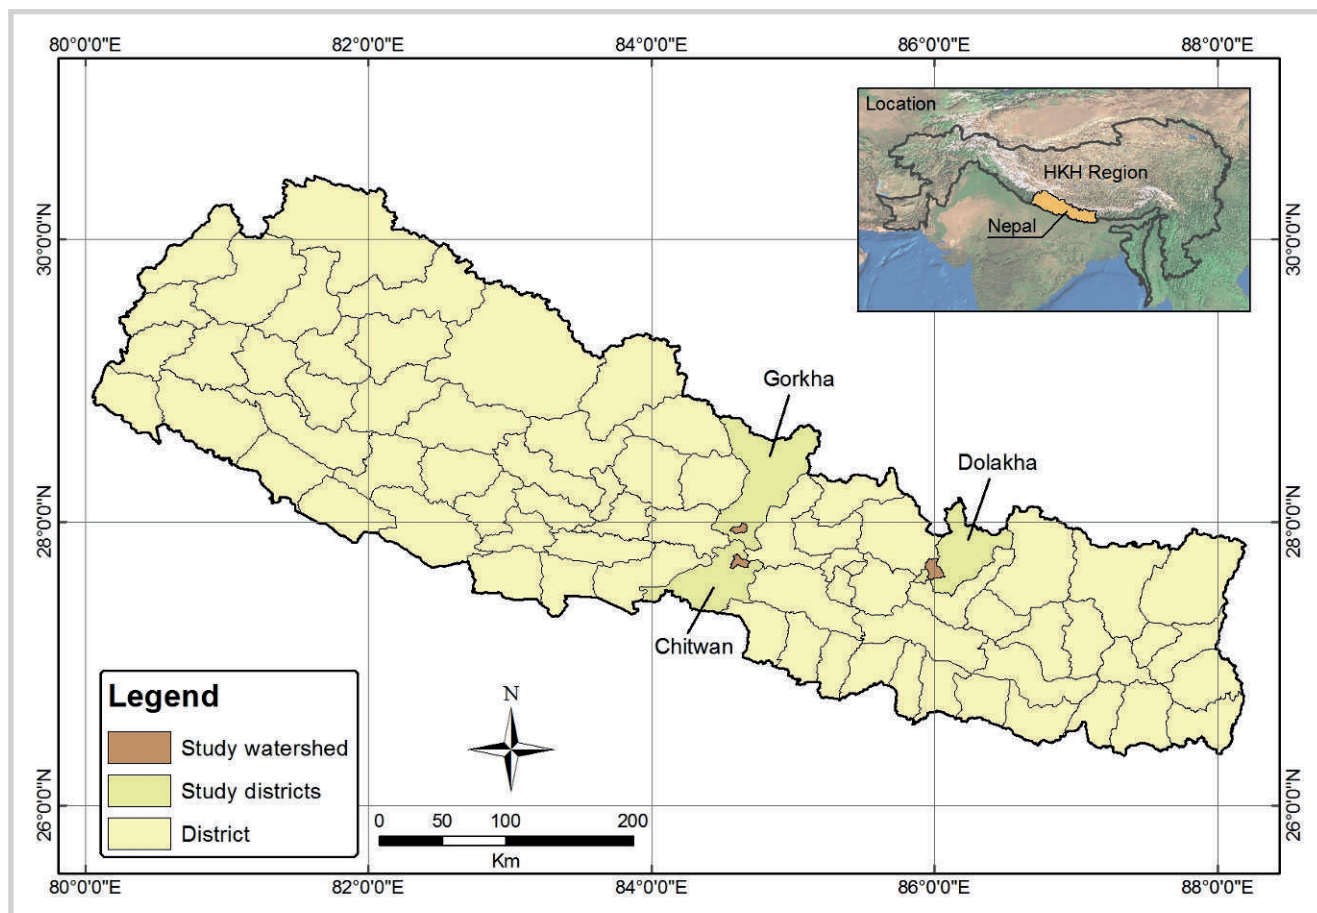 80°0'0"E 82°0'0"E 84°0'0"E 86°0'0"E 88°0'0"E
Location
HKH Region
Nepal
30°0'0"N 30°0'0"N
Gorkha
Dolakha
28°0'0"N 28°0'0"N
Chitwan
Legend
Study watershed
Study districts
District
N
26°0'0"N 26°0'0"N
0 50 100 200
Km
80°0'0"E 82°0'0"E 84°0'0"E 86°0'0"E 88°0'0"E